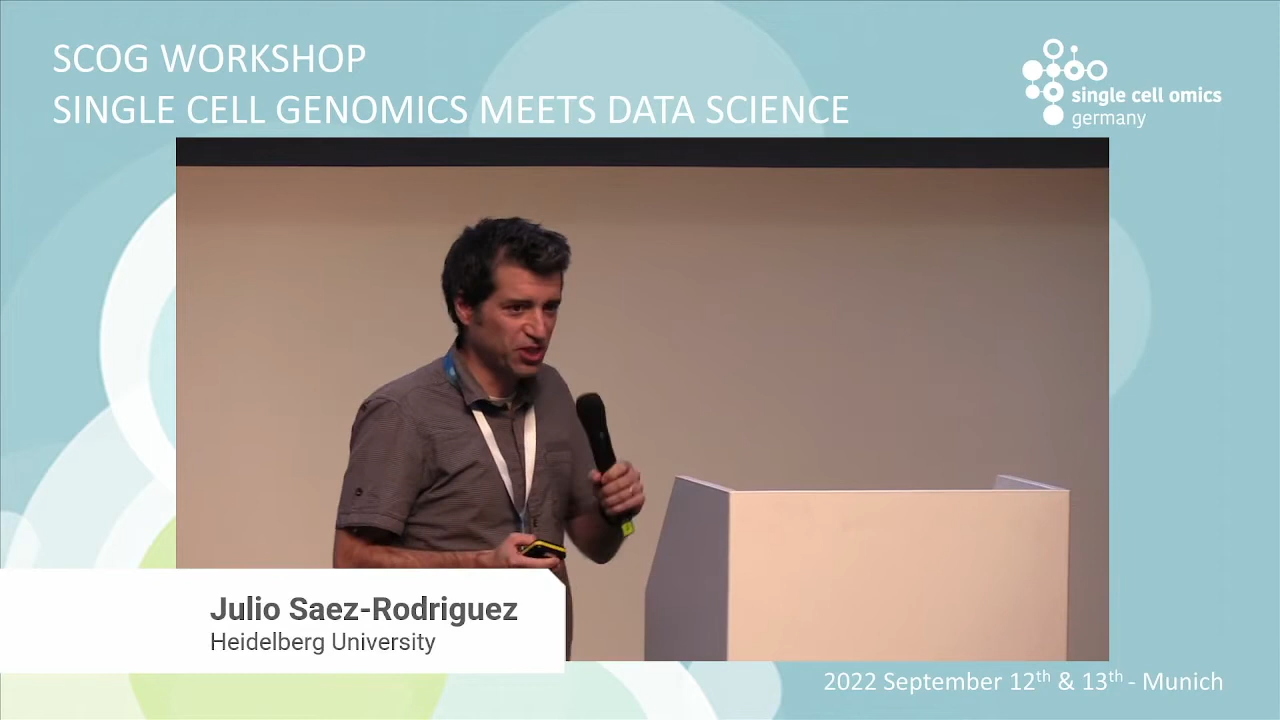 SCOG WORKSHOP
SINGLE CELL GENOMICS MEETS DATA SCIENCE
single cell omics
germany
Julio Saez-Rodriguez
Heidelberg University
2022 September 12th & 13th - Munich